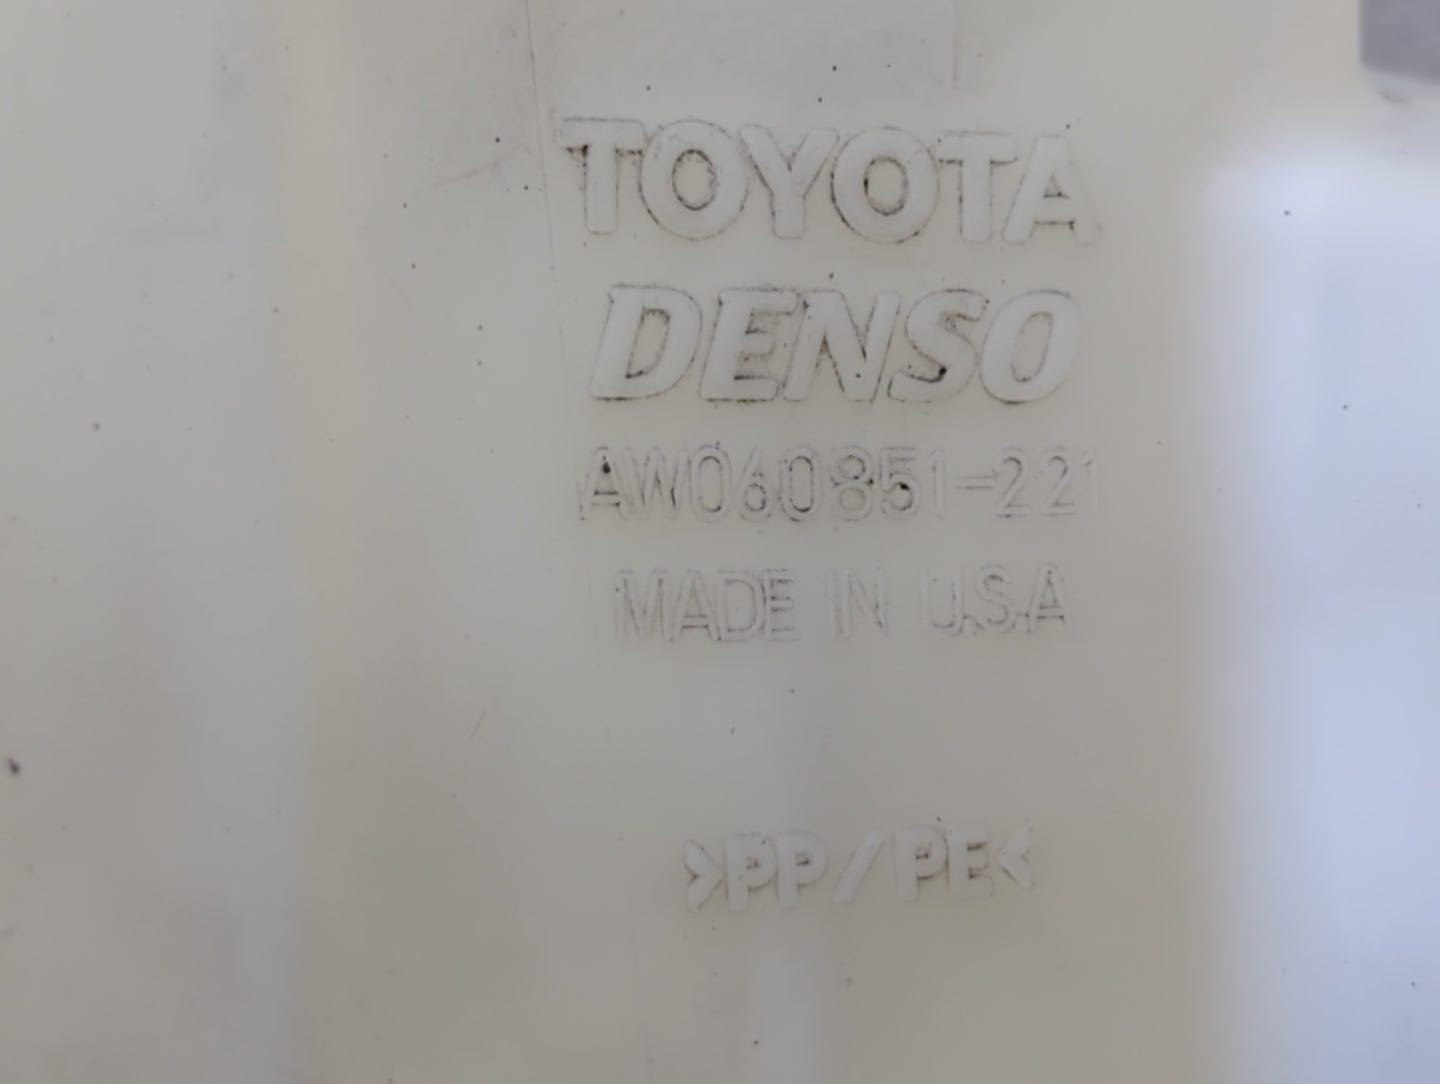 TOYOTA
DENSO
AW060851-221
MADE IN U.S.A
>PP/PE<